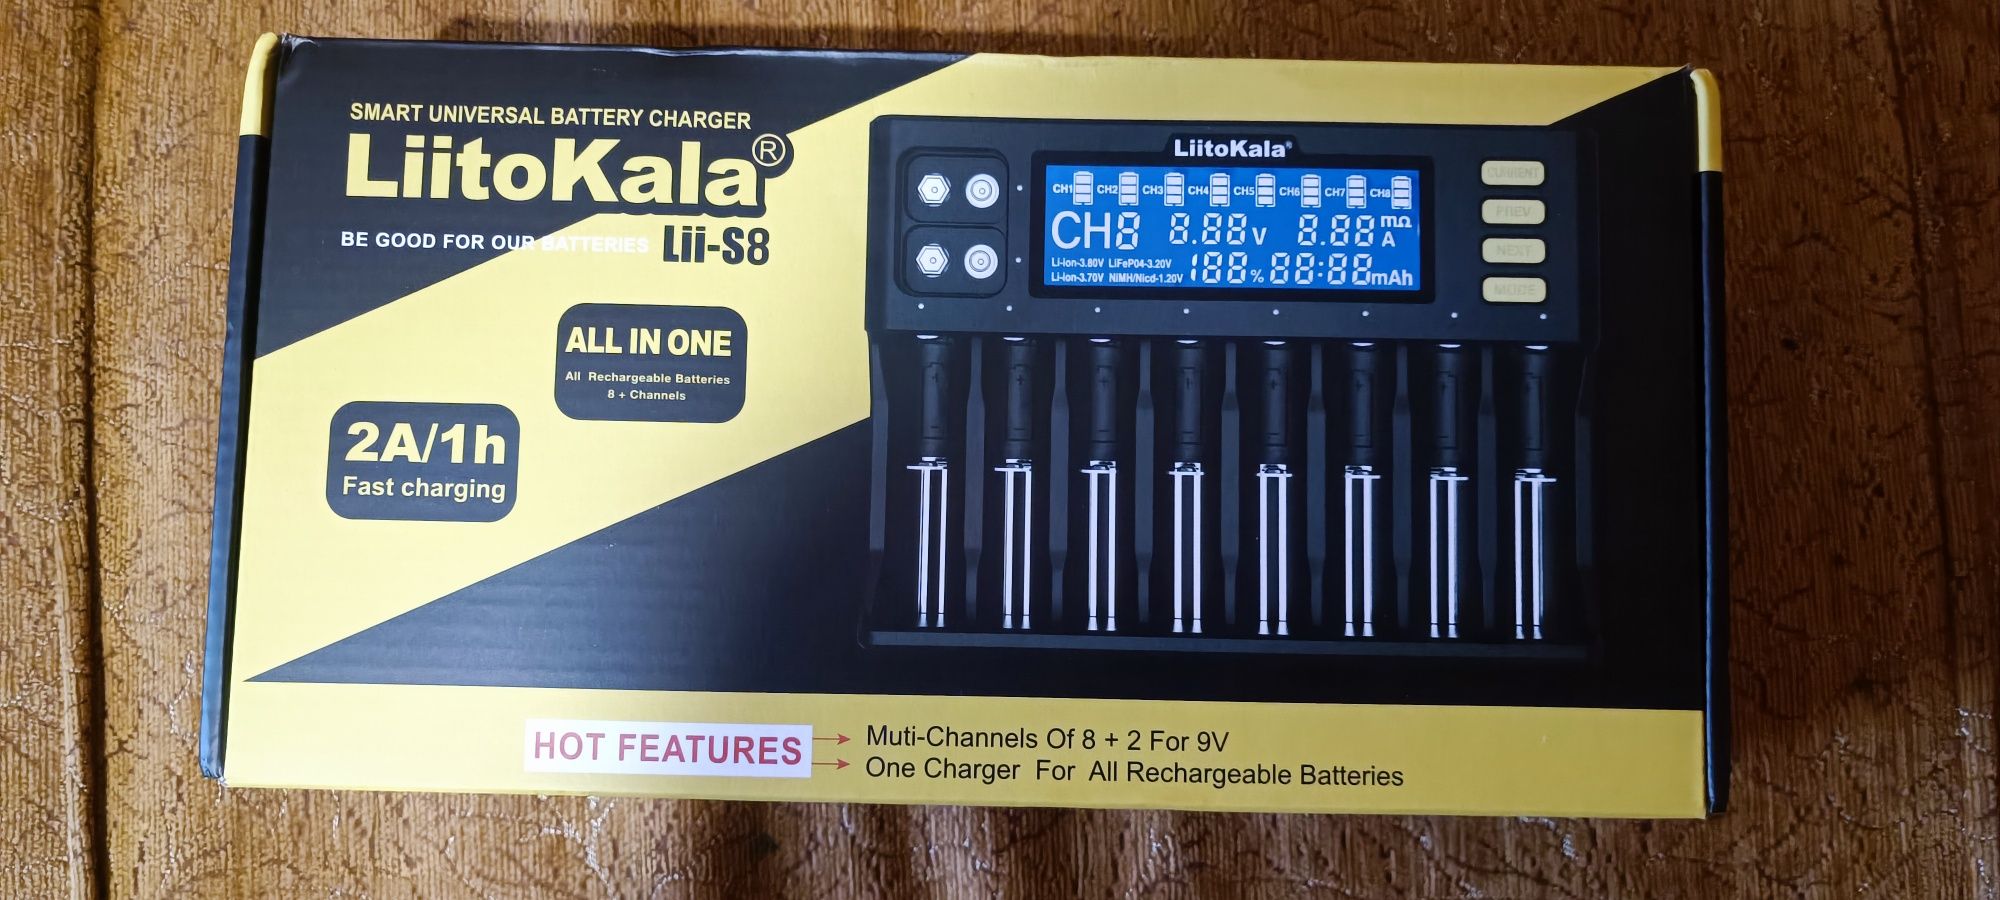 SMART UNIVERSAL BATTERY CHARGER
LiitoKala®
BE GOOD FOR OUR BATTERIES Lii-S8
ALL IN ONE
All Rechargeable Batteries
8 + Channels
2A/1h
Fast charging
LiitoKala®
CH1 CH2 CH3 CH4 CH5 CH6 CH7 CH8
CH8 8.88V 8.88 mΩ A
Li-ion-3.80V LiFeP04-3.20V
Li-ion-3.70V NiMH/Nicd-1.20V 188% 88:88mAh
CURRENT
PREV
NEXT
MODE
HOT FEATURES
Muti-Channels Of 8 + 2 For 9V
One Charger For All Rechargeable Batteries